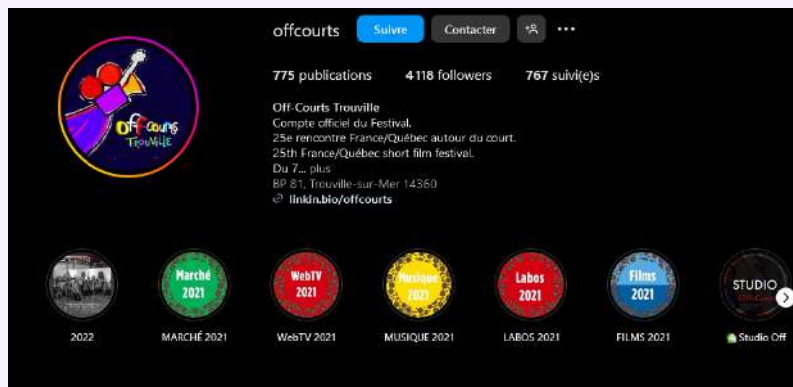 offcourts Suivre Contacter
775 publications 4118 followers 767 suivi(e)s
Off-Courts Trouville
Compte officiel du Festival.
25e rencontre France/Québec autour du court.
25th France/Québec short film festival.
Du 7... plus
BP 81, Trouville-sur-Mer 14360
linkin.bio/offcourts
OFF-COURTS
TROUVILLE
Marché
2021
WebTV
2021
Musique
2021
Labos
2021
Films
2021
STUDIO
2022 MARCHÉ 2021 WebTV 2021 MUSIQUE 2021 LABOS 2021 FILMS 2021 Studio Off